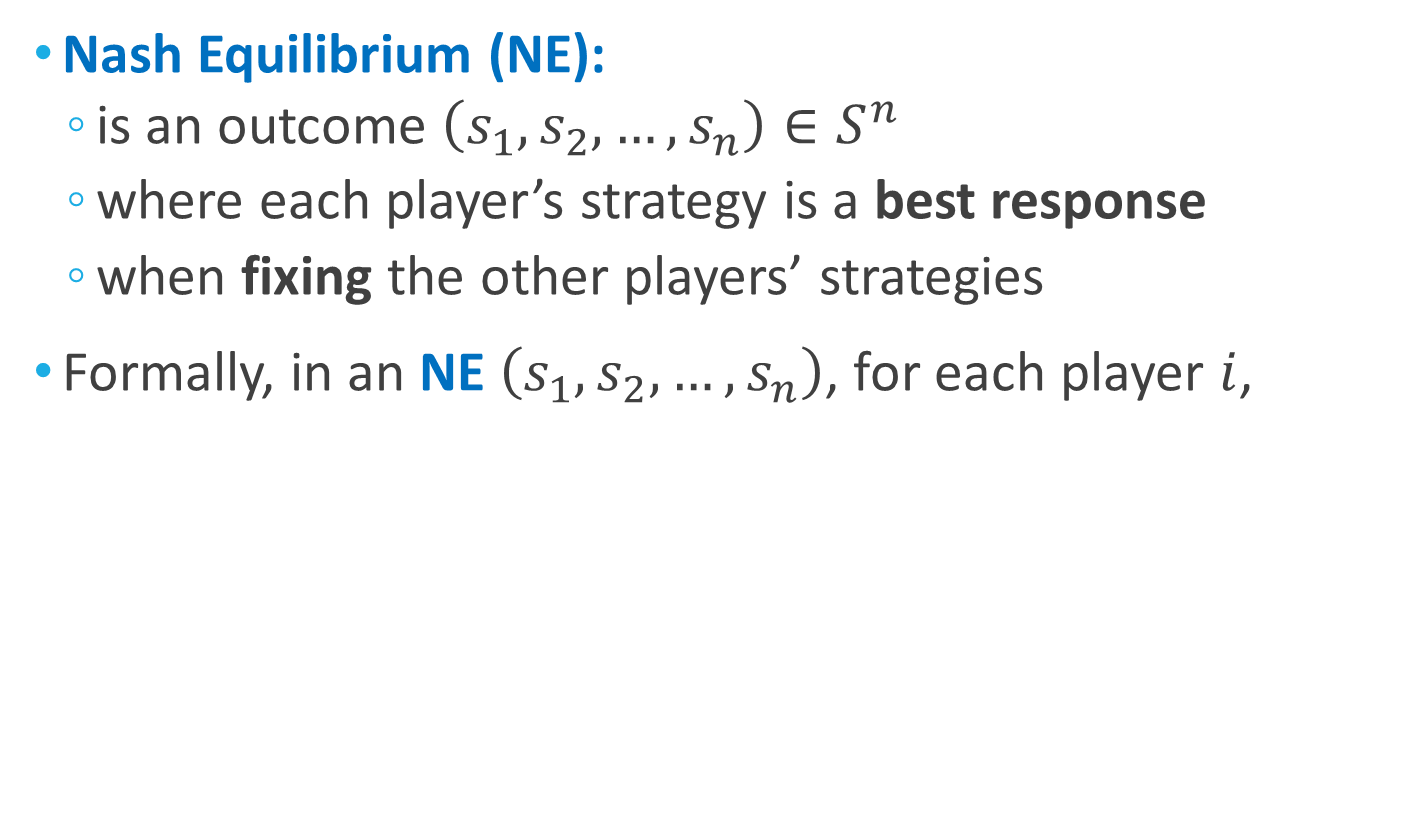 • Nash Equilibrium (NE):
◦ is an outcome (s₁, s₂, … , sₙ) ∈ Sⁿ
◦ where each player’s strategy is a best response
◦ when fixing the other players’ strategies
• Formally, in an NE (s₁, s₂, … , sₙ), for each player i,